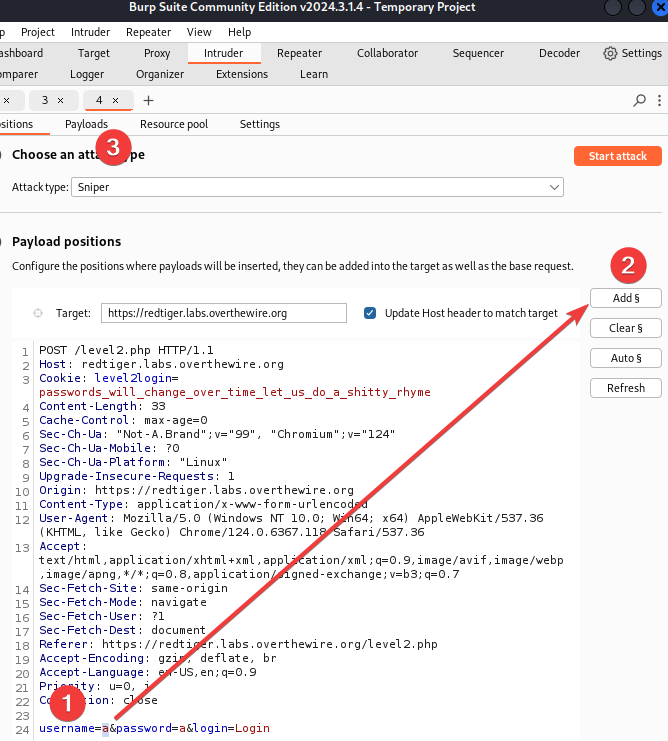 Burp Suite Community Edition v2024.3.1.4 - Temporary Project
p Project Intruder Repeater View Help
ashboard Target Proxy Intruder Repeater Collaborator Sequencer Decoder Settings
omparer Logger Organizer Extensions Learn
× 3 × 4 × +
ositions Payloads Resource pool Settings
3
Choose an atta ype
Start attack
Attack type: Sniper
Payload positions
2
Configure the positions where payloads will be inserted, they can be added into the target as well as the base request.
Add §
Target: https://redtiger.labs.overthewire.org Update Host header to match target
Clear §
Auto §
Refresh
1 POST /level2.php HTTP/1.1
2 Host: redtiger.labs.overthewire.org
3 Cookie: level2login=
passwords_will_change_over_time_let_us_do_a_shitty_rhyme
4 Content-Length: 33
5 Cache-Control: max-age=0
6 Sec-Ch-Ua: "Not-A.Brand";v="99", "Chromium";v="124"
7 Sec-Ch-Ua-Mobile: ?0
8 Sec-Ch-Ua-Platform: "Linux"
9 Upgrade-Insecure-Requests: 1
10 Origin: https://redtiger.labs.overthewire.org
11 Content-Type: application/x-www-form-urlencoded
12 User-Agent: Mozilla/5.0 (Windows NT 10.0; Win64; x64) AppleWebKit/537.36
(KHTML, like Gecko) Chrome/124.0.6367.118 Safari/537.36
13 Accept:
text/html,application/xhtml+xml,application/xml;q=0.9,image/avif,image/webp
,image/apng,*/*;q=0.8,application/signed-exchange;v=b3;q=0.7
14 Sec-Fetch-Site: same-origin
15 Sec-Fetch-Mode: navigate
16 Sec-Fetch-User: ?1
17 Sec-Fetch-Dest: document
18 Referer: https://redtiger.labs.overthewire.org/level2.php
19 Accept-Encoding: gzip, deflate, br
20 Accept-Language: en-US,en;q=0.9
21 Priority: u=0, i
1
22 Co ion: close
23
24 username=a&password=a&login=Login